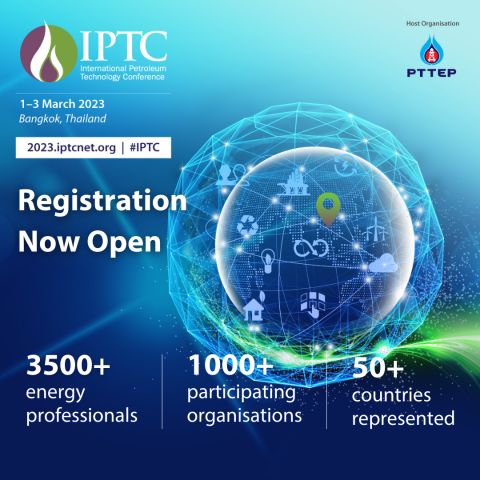 IPTC
International Petroleum
Technology Conference
1–3 March 2023
Bangkok, Thailand
2023.iptcnet.org | #IPTC
Host Organisation
PTTEP
Registration
Now Open
3500+
energy
professionals
1000+
participating
organisations
50+
countries
represented